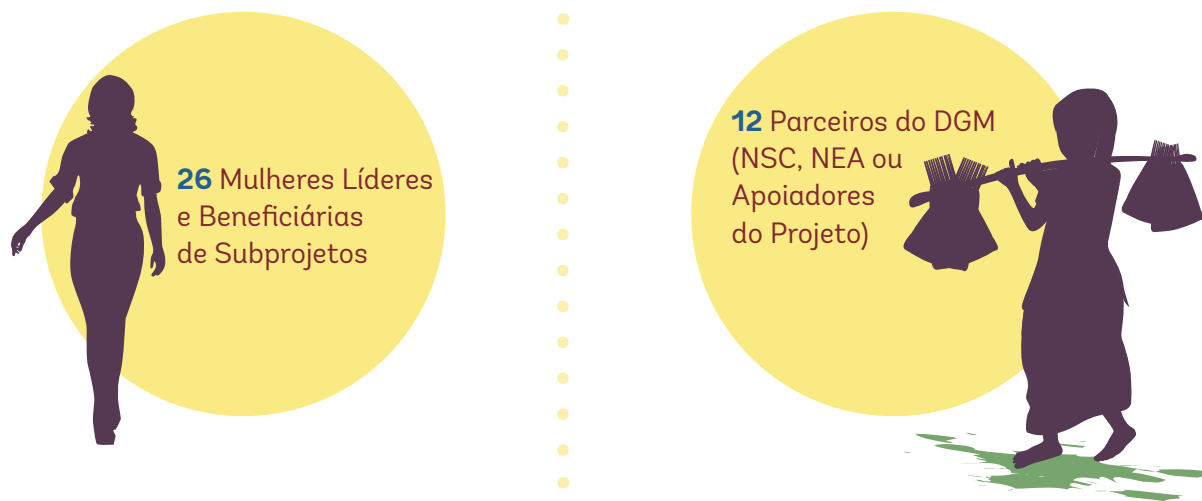 26 Mulheres Líderes
e Beneficiárias
de Subprojetos
12 Parceiros do DGM
(NSC, NEA ou
Apoiadores
do Projeto)